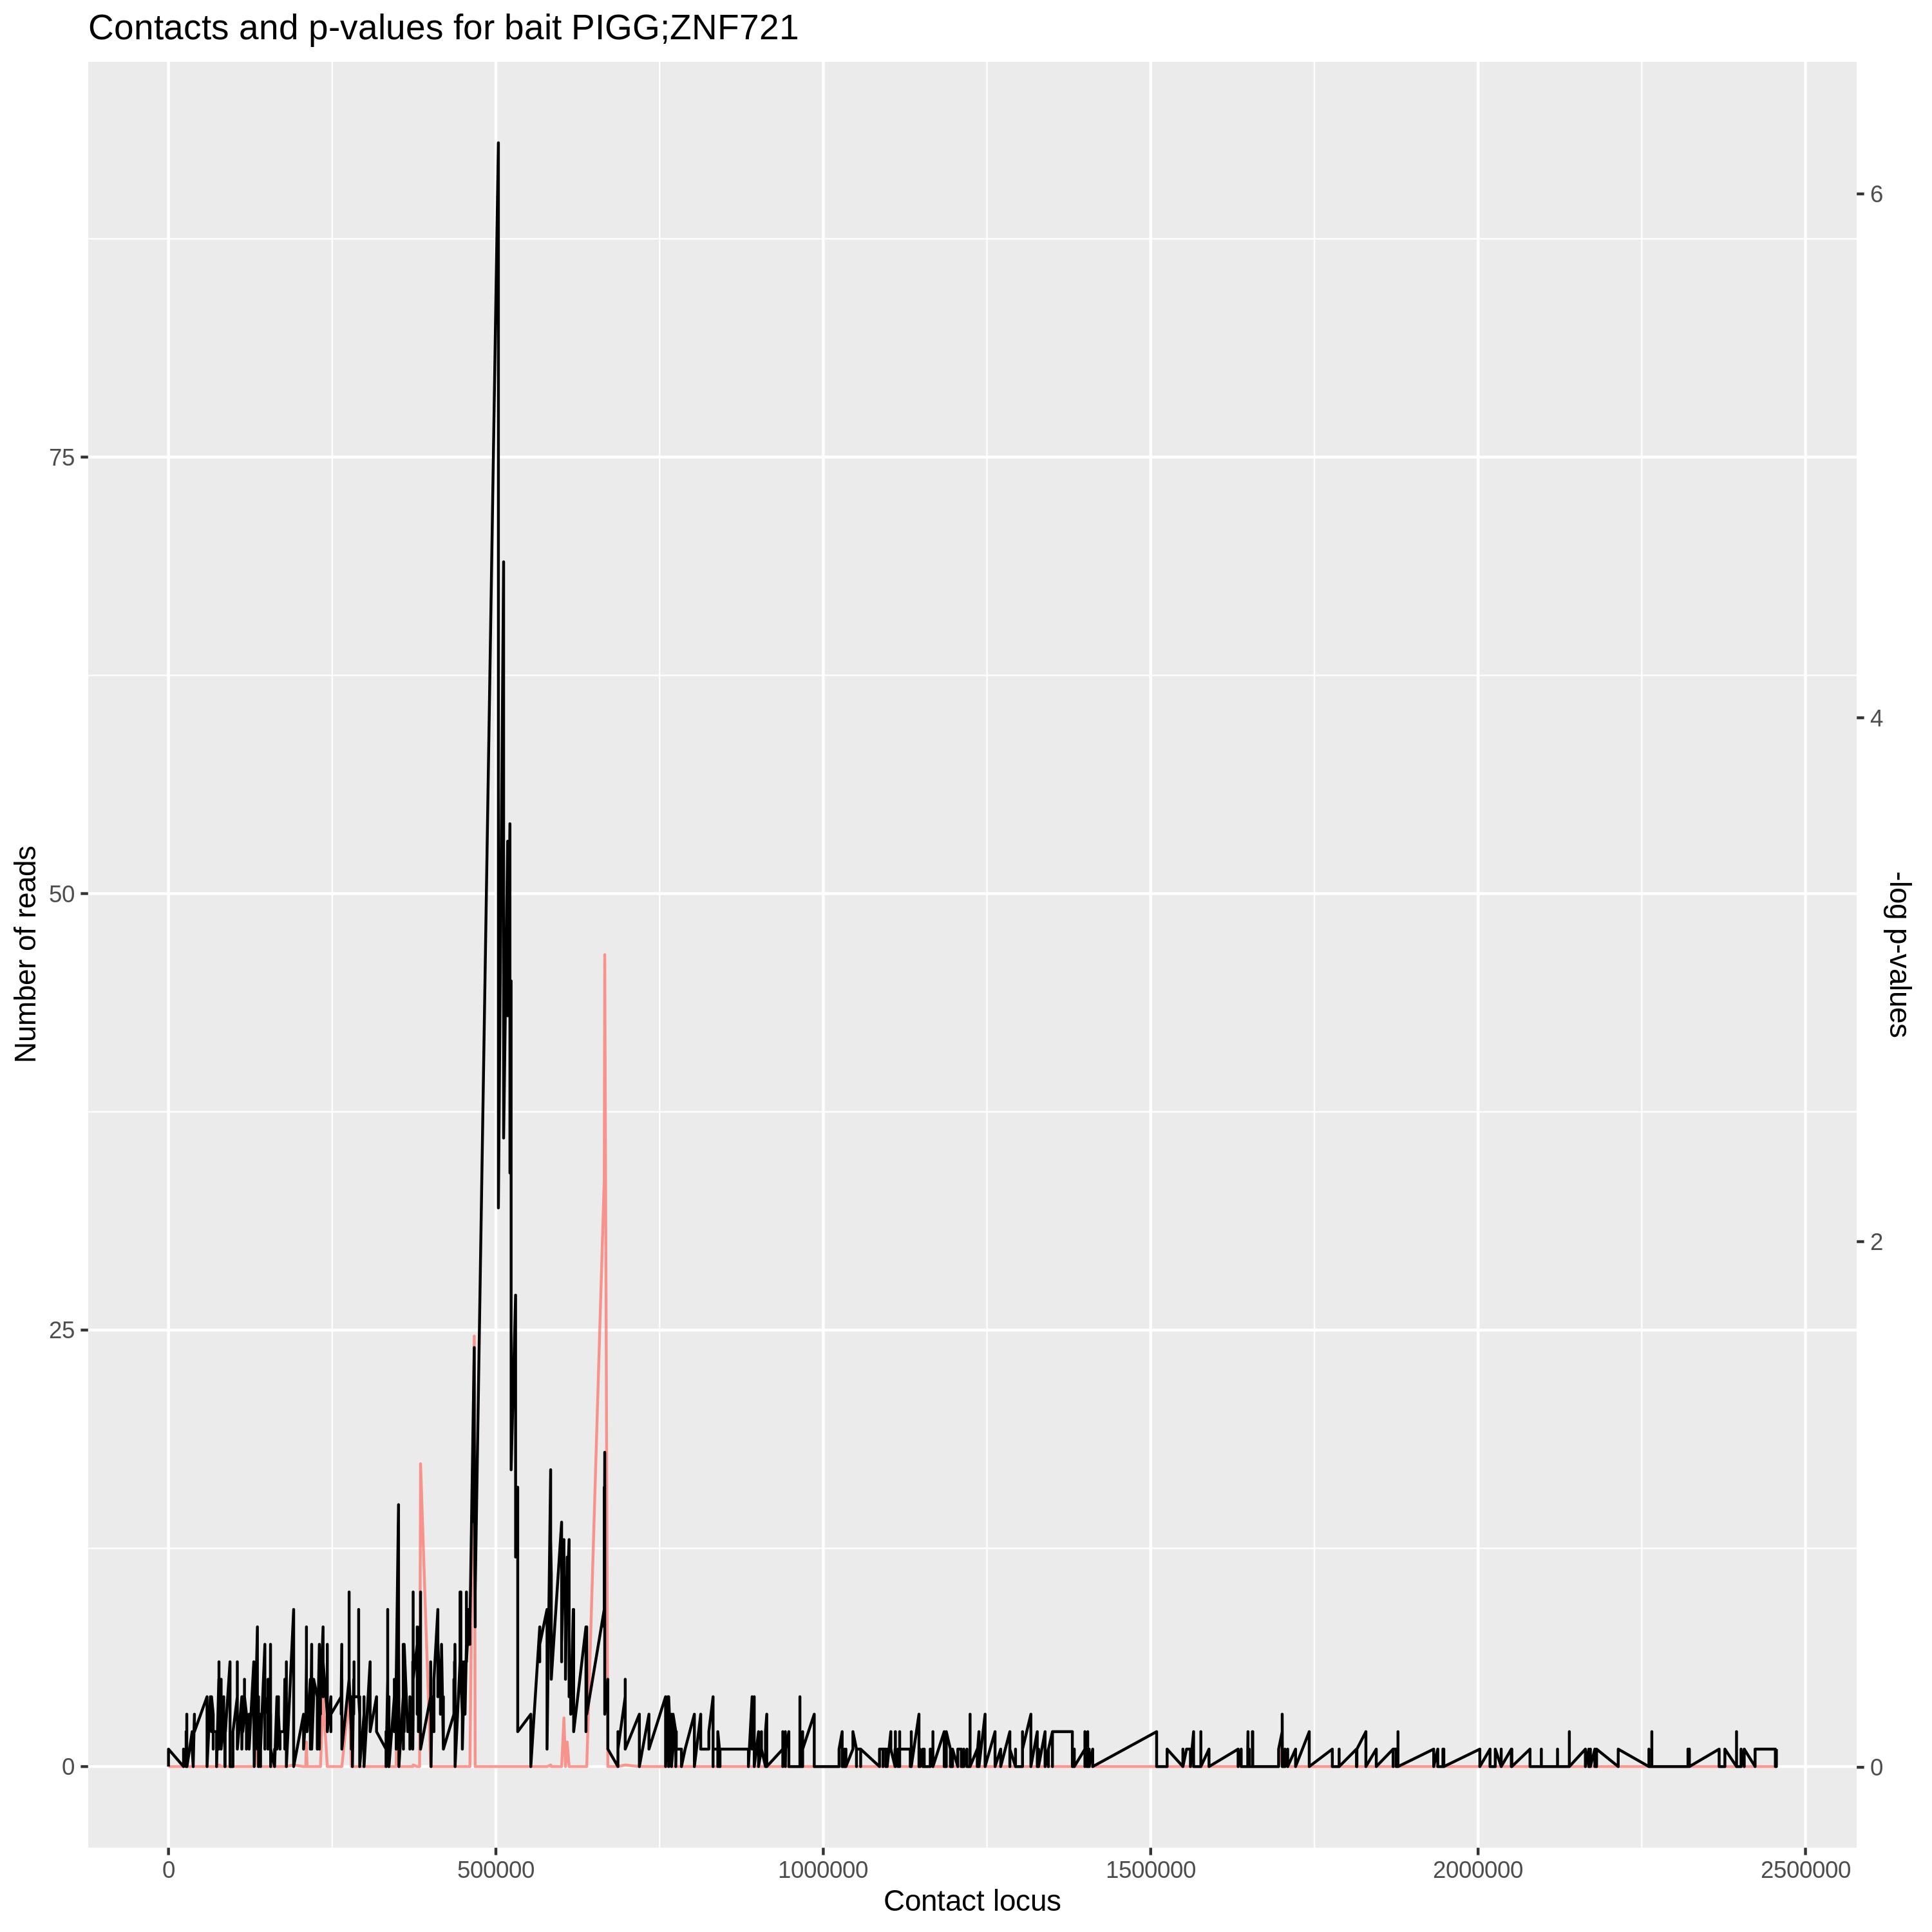 Contacts and p-values for bait PIGG;ZNF721
Number of reads
75
50
25
0
6
4
2
0
-log p-values
0 500000 1000000 1500000 2000000 2500000
Contact locus